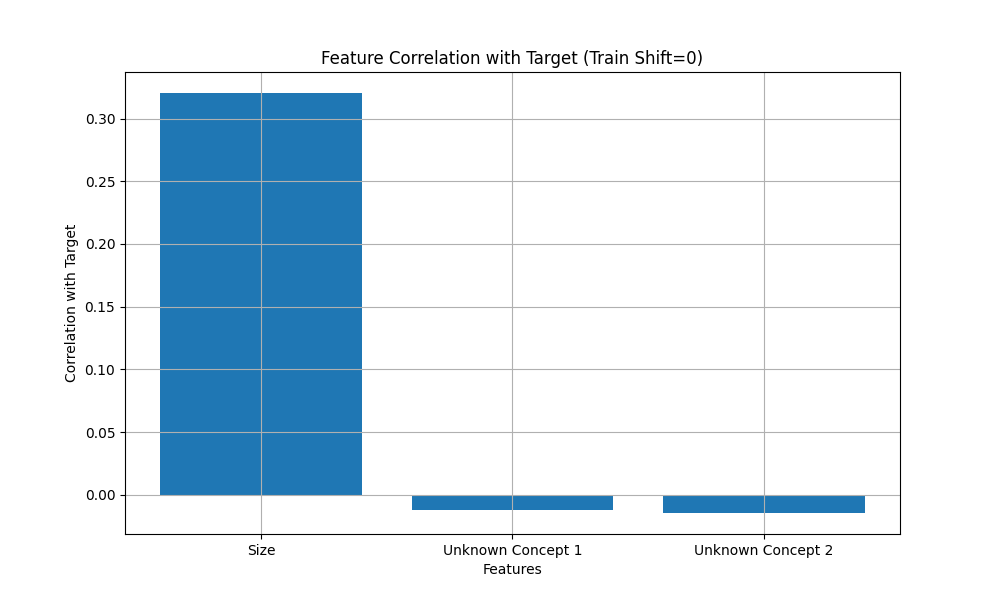 Feature Correlation with Target (Train Shift=0)
Correlation with Target
0.30
0.25
0.20
0.15
0.10
0.05
0.00
Size
Unknown Concept 1
Unknown Concept 2
Features